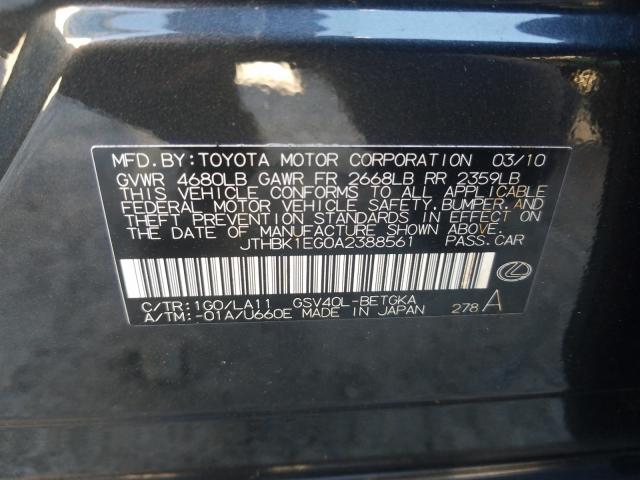 MFD. BY: TOYOTA MOTOR CORPORATION 03/10
GVWR 4680LB GAWR FR 2668LB RR 2359LB
THIS VEHICLE CONFORMS TO ALL APPLICABLE
FEDERAL MOTOR VEHICLE SAFETY, BUMPER, AND
THEFT PREVENTION STANDARDS IN EFFECT ON
THE DATE OF MANUFACTURE SHOWN ABOVE.
JTHBK1EG0A2388561 PASS.CAR
C/TR:1G0/LA11 GSV40L-BETGKA
A/TM:-01A/U660E MADE IN JAPAN 278 A